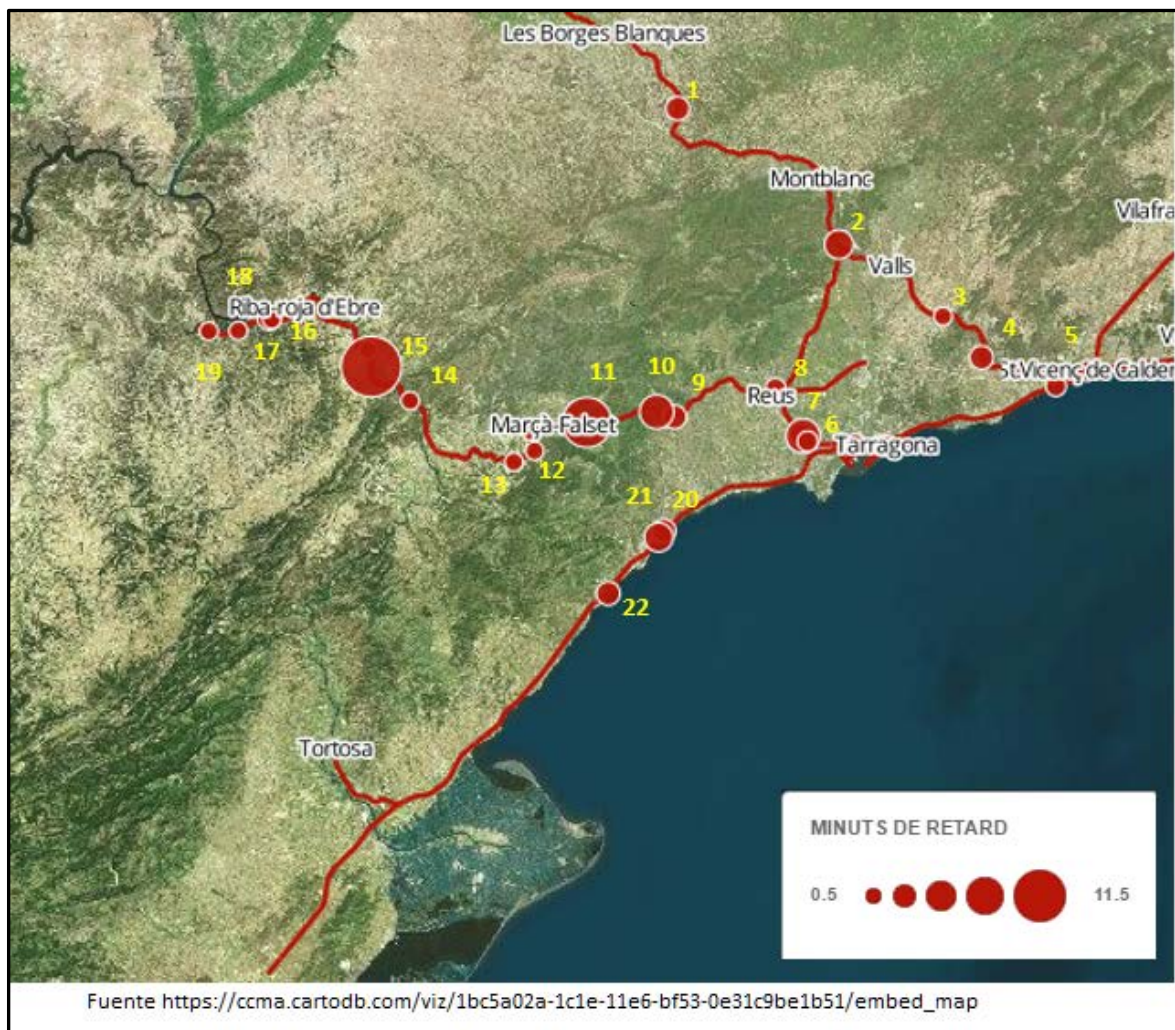 Les Borges Blanques
1
Montblanc
Vilafra
2
Valls
18
Riba-roja d'Ebre
3
16
17
19
4
5
V
St.Vicenç de Calder
15
14
11
10
9
8
Reus
7
Marçà-Falset
6
Tarragona
13
12
21
20
22
Tortosa
MINUTS DE RETARD
0.5
11.5
Fuente https://ccma.cartodb.com/viz/1bc5a02a-1c1e-11e6-bf53-0e31c9be1b51/embed_map